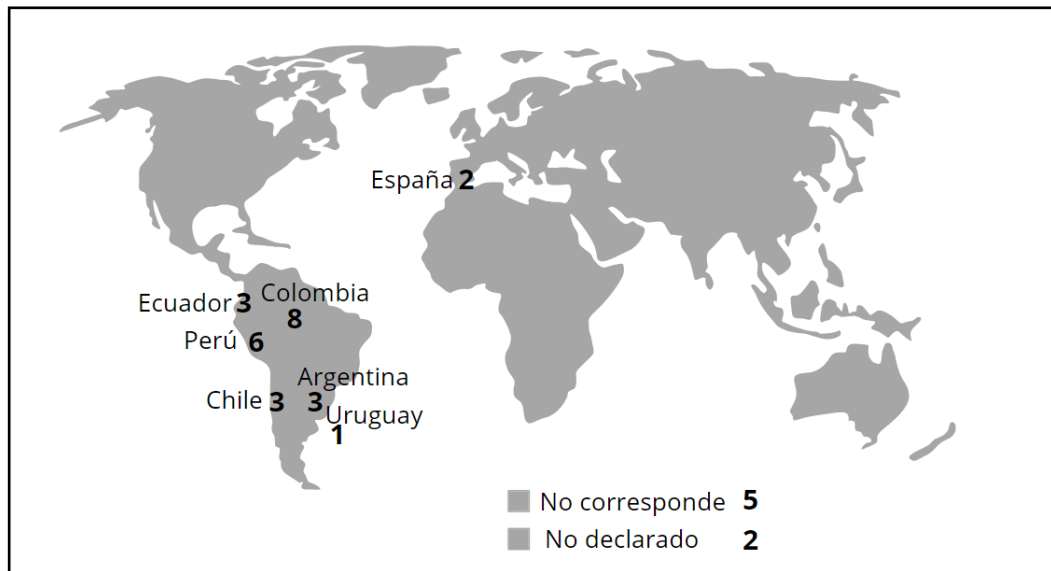 España 2
Ecuador 3
Colombia
8
Perú 6
Argentina
Chile 3
3
Uruguay
1
No corresponde 5
No declarado 2